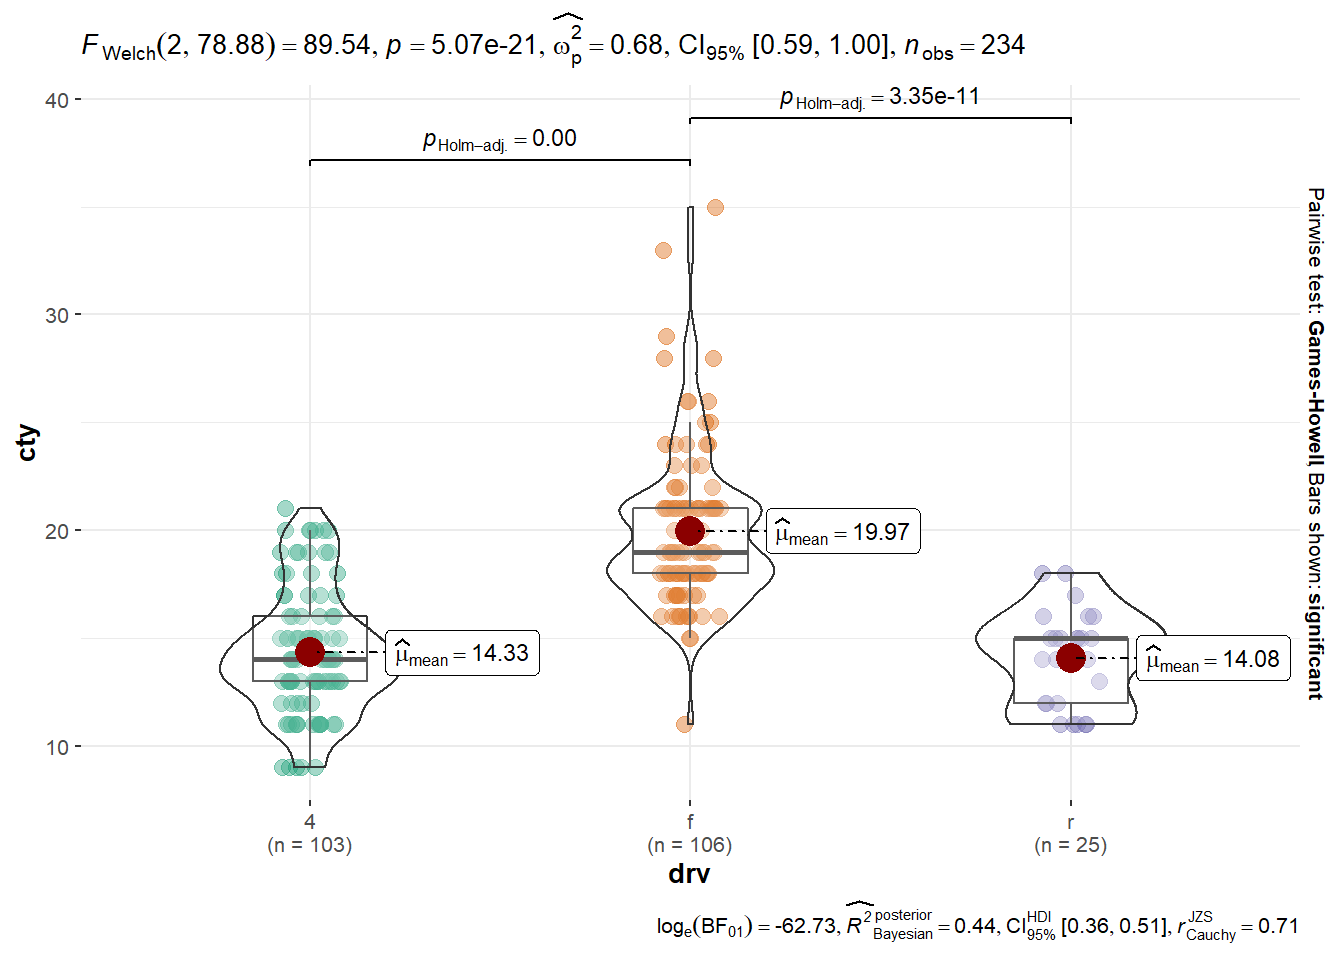 F Welch(2, 78.88) = 89.54, p = 5.07e-21, ω̂²p = 0.68, CI95% [0.59, 1.00], nobs = 234
40
pHolm−adj. = 3.35e-11
pHolm−adj. = 0.00
30
20
10
cty
μ̂mean = 14.33
μ̂mean = 19.97
μ̂mean = 14.08
Pairwise test: Games-Howell, Bars shown: significant
4
(n = 103)
f
(n = 106)
r
(n = 25)
drv
loge(BF01) = -62.73, R̂² posterior Bayesian = 0.44, CI HDI 95% [0.36, 0.51], r JZS Cauchy = 0.71